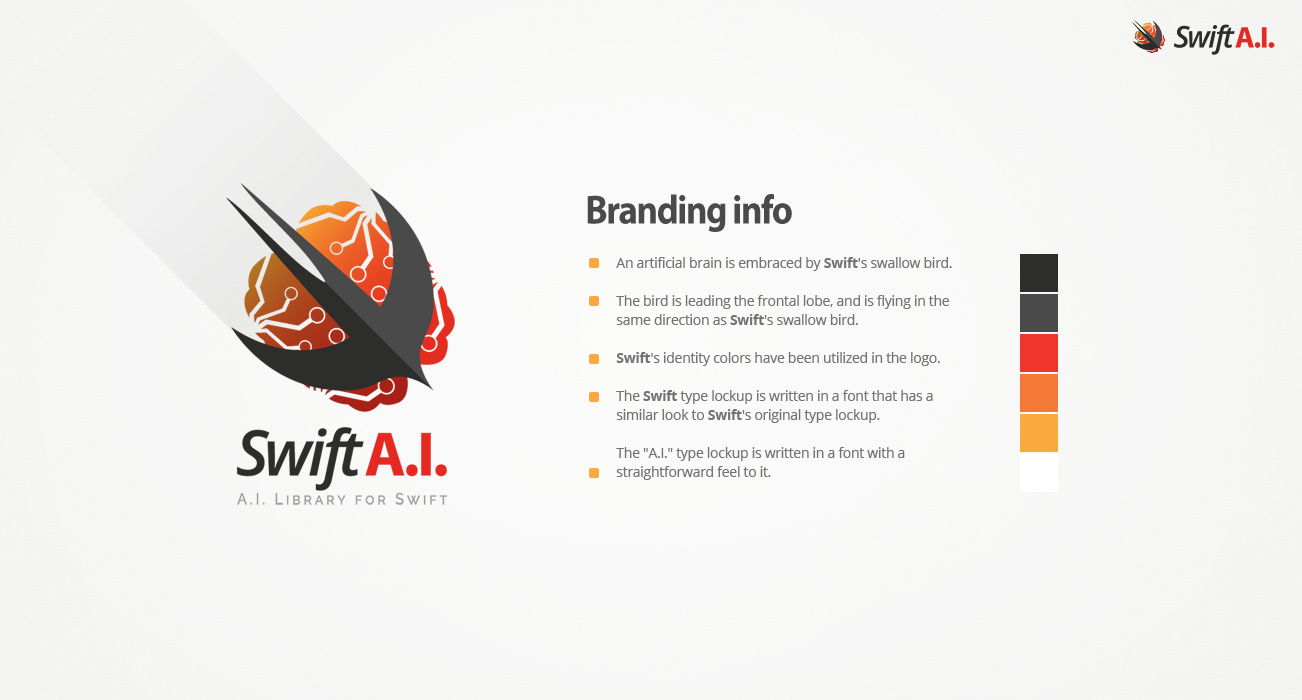 Swift A.I.
Branding info
An artificial brain is embraced by Swift's swallow bird.
The bird is leading the frontal lobe, and is flying in the
same direction as Swift's swallow bird.
Swift's identity colors have been utilized in the logo.
The Swift type lockup is written in a font that has a
similar look to Swift's original type lockup.
The "A.I." type lockup is written in a font with a
straightforward feel to it.
Swift A.I.
A.I. Library for Swift